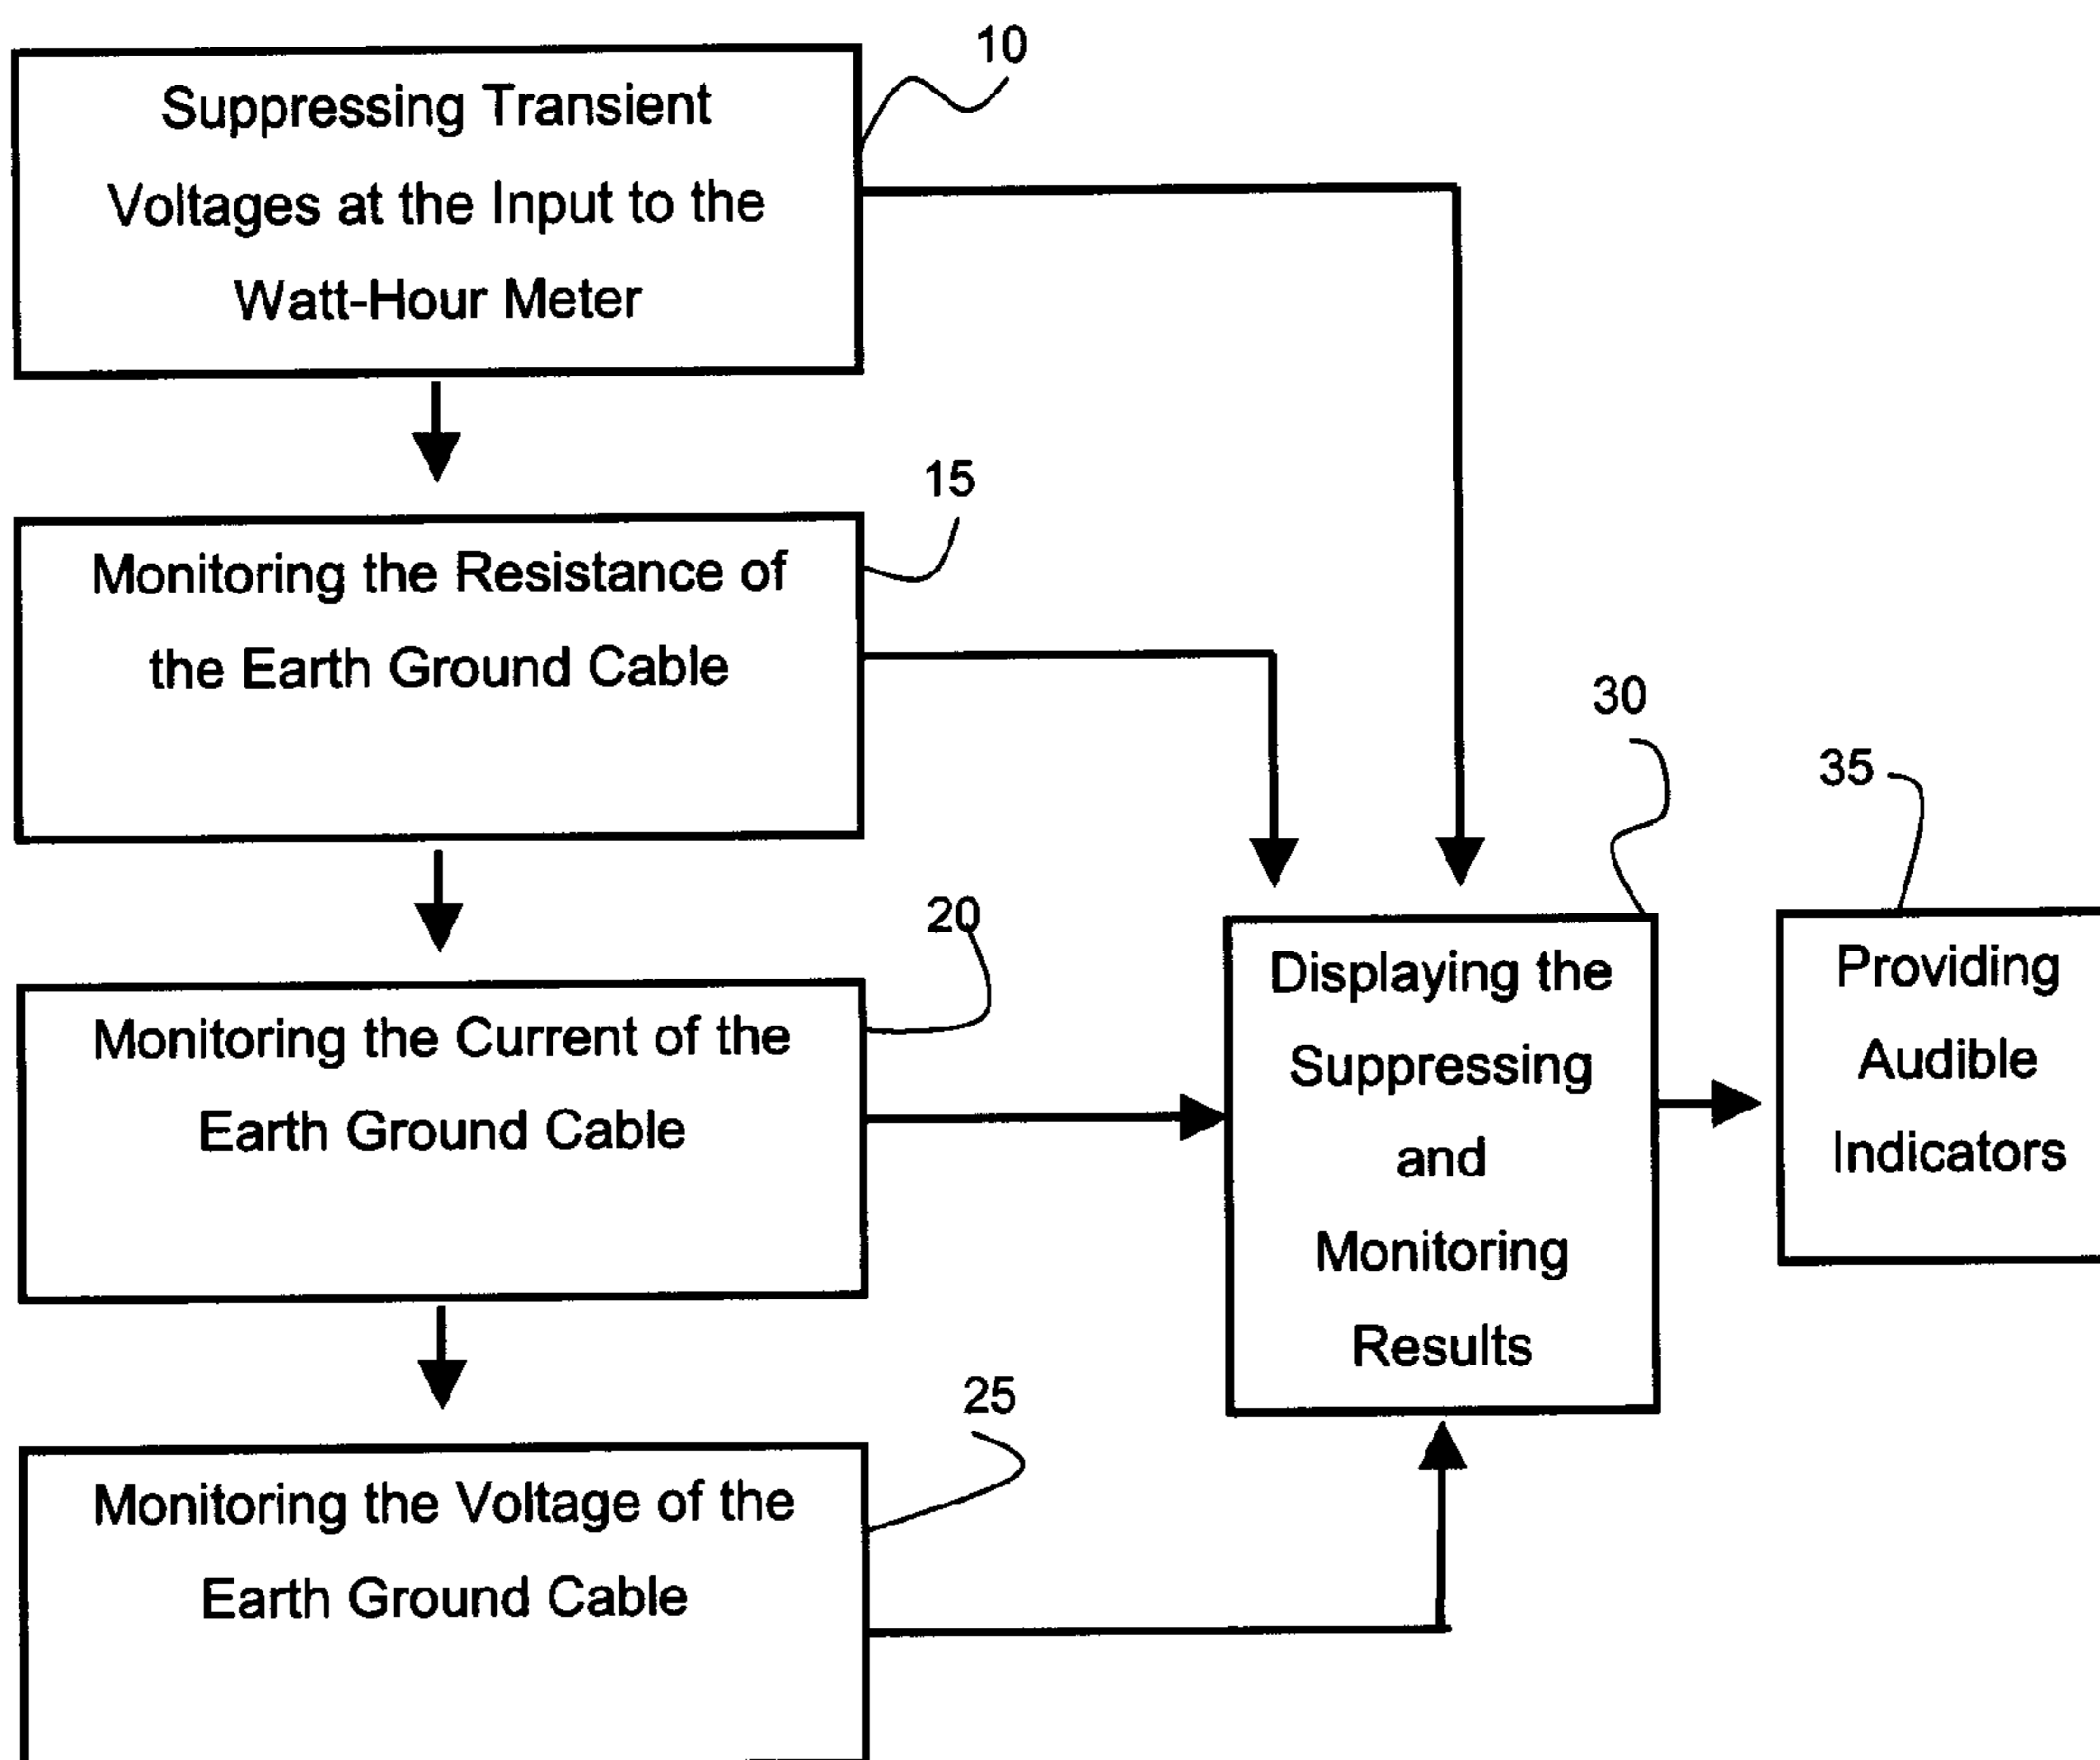 10
Suppressing Transient
Voltages at the Input to the
Watt-Hour Meter
15
Monitoring the Resistance of
the Earth Ground Cable
20
Monitoring the Current of the
Earth Ground Cable
25
Monitoring the Voltage of the
Earth Ground Cable
30
Displaying the
Suppressing
and
Monitoring
Results
35
Providing
Audible
Indicators